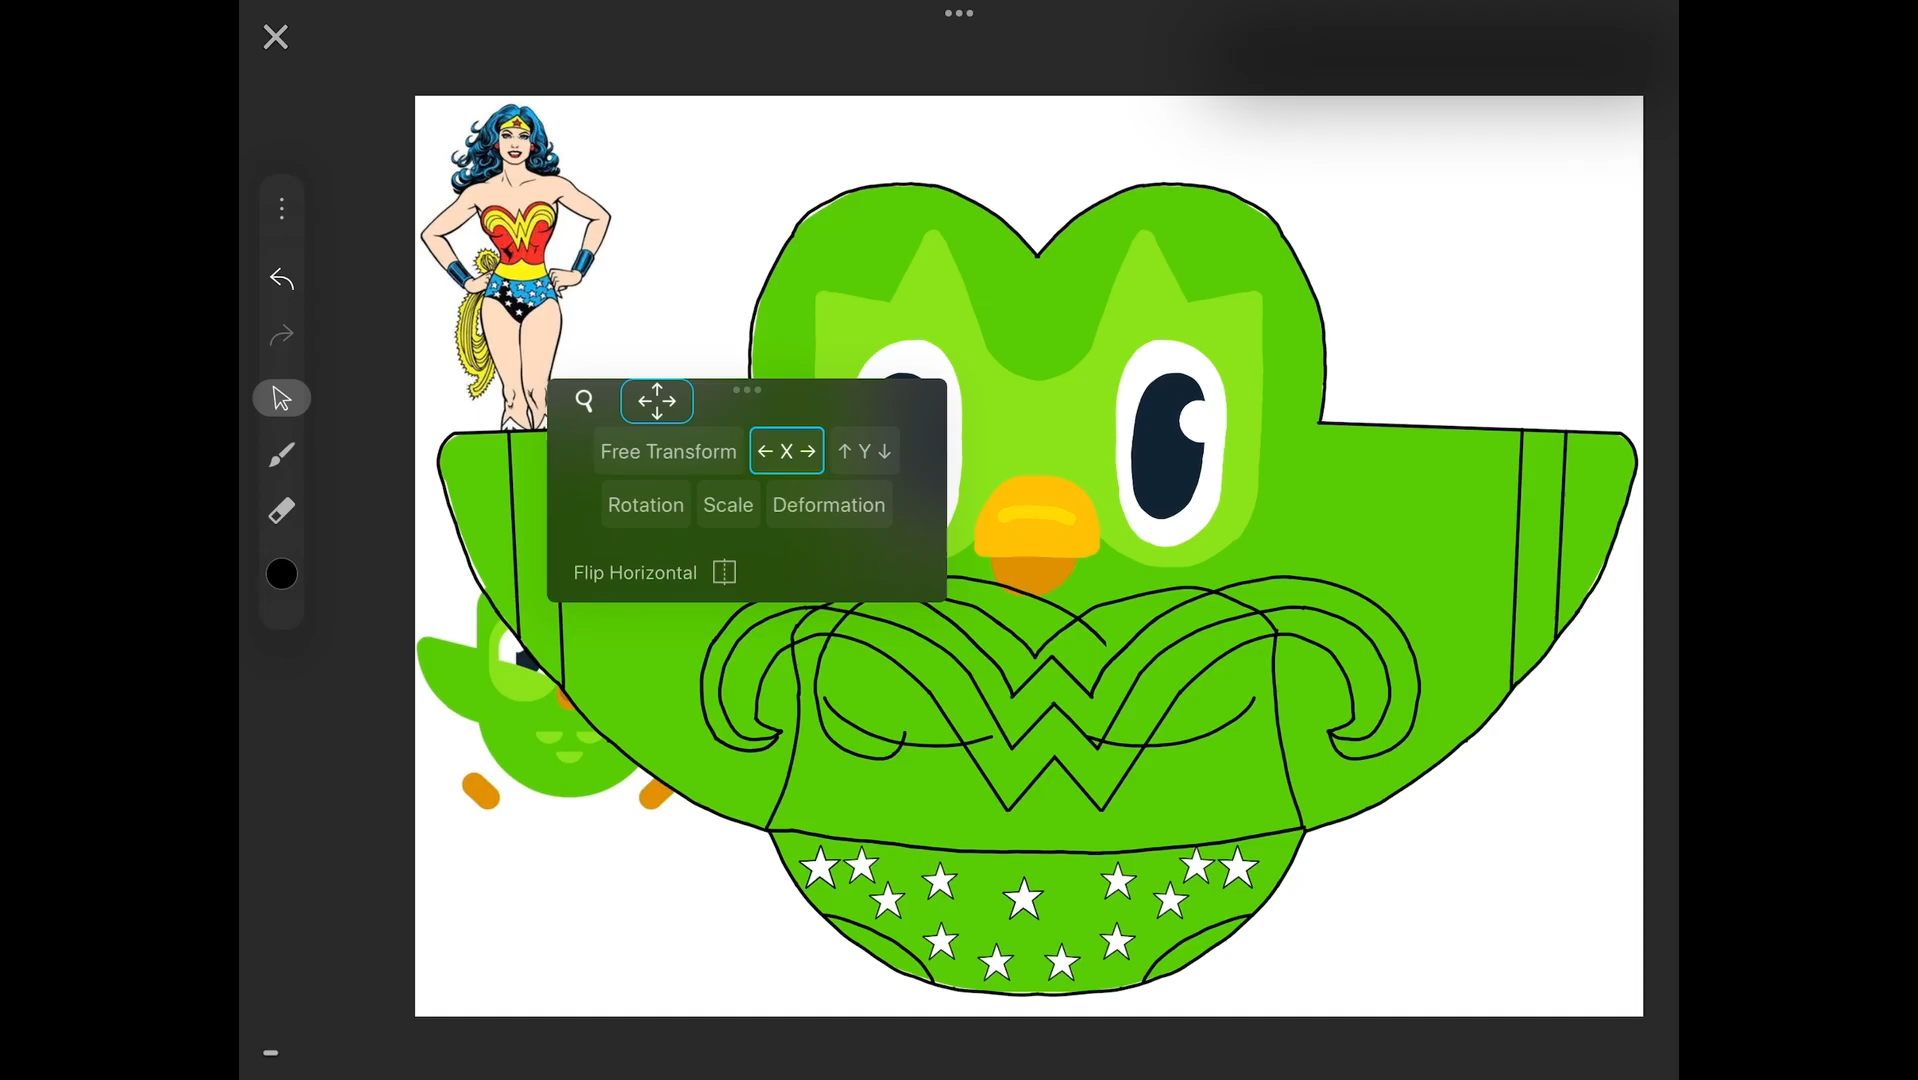 Free Transform ← X → ↑ Y ↓
Rotation Scale Deformation
Flip Horizontal